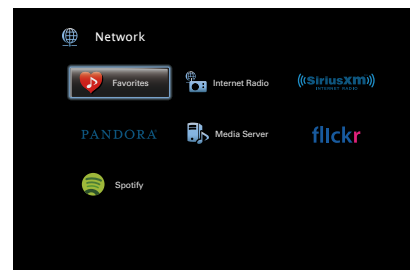 Network
Favorites
Internet Radio
((SiriusXM))
INTERNET RADIO
PANDORA
Media Server
flickr
Spotify